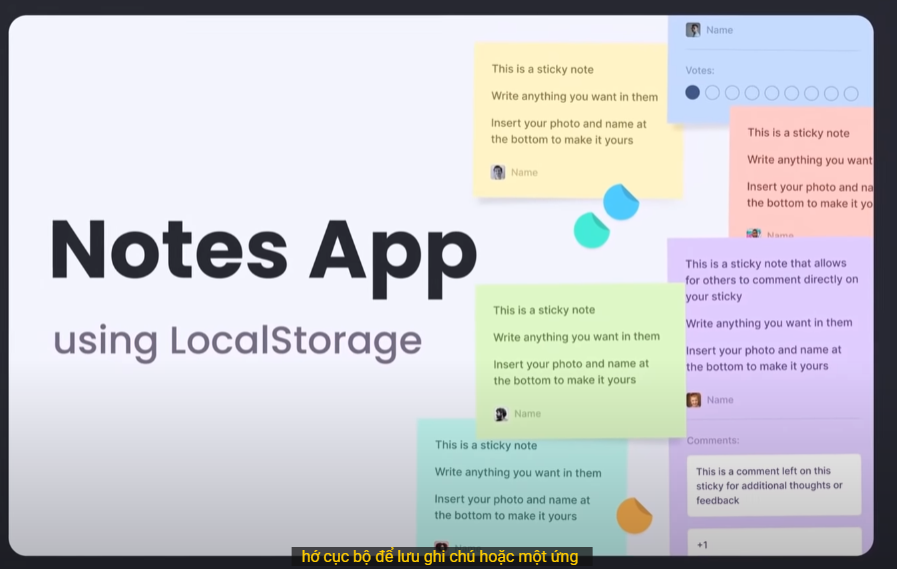 Notes App
using LocalStorage
This is a sticky note
Write anything you want in them
Insert your photo and name at
the bottom to make it yours
Name
Name
Votes:
This is a sticky note
Write anything you want
Insert your photo and na
the bottom to make it yo
Name
This is a sticky note that allows
for others to comment directly on
your sticky
Write anything you want in them
Insert your photo and name at
the bottom to make it yours
Name
Comments:
This is a comment left on this
sticky for additional thoughts or
feedback
+1
This is a sticky note
Write anything you want in them
Insert your photo and name at
the bottom to make it yours
Name
This is a sticky note
Write anything you want in them
Insert your photo and name at
the bottom to make it yours
hớ cục bộ để lưu ghi chú hoặc một ứng